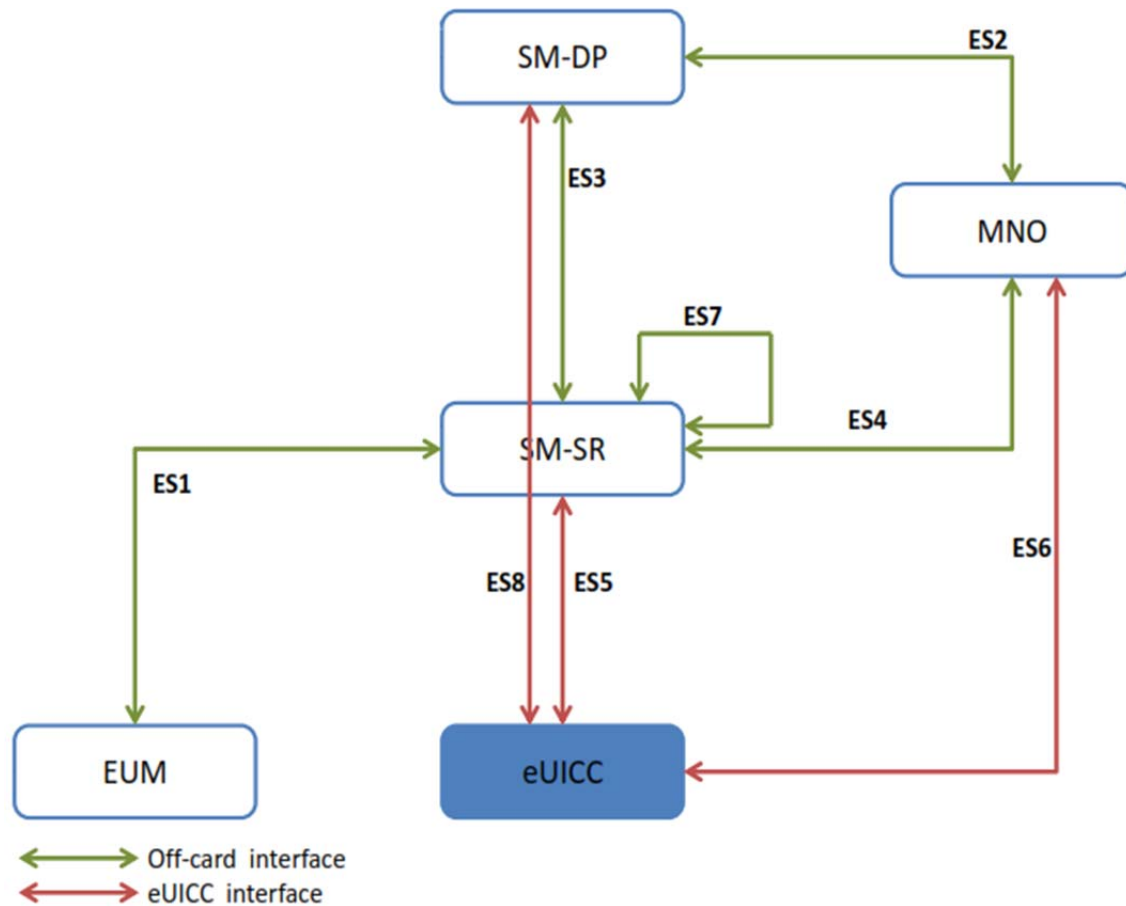 SM-DP
ES2
ES3
MNO
ES7
SM-SR
ES4
ES1
ES6
ES8
ES5
EUM
eUICC
Off-card interface
eUICC interface